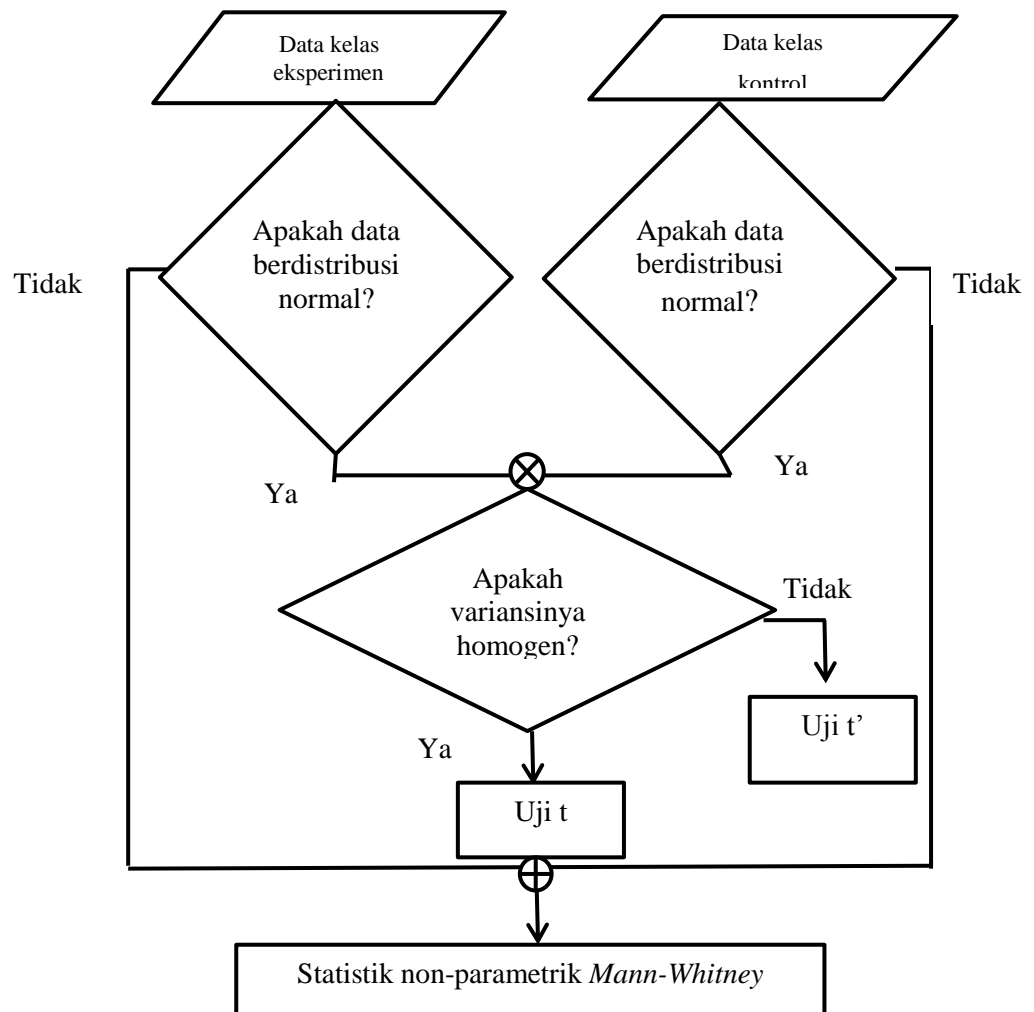 Data kelas
eksperimen
Data kelas
kontrol
Apakah data
berdistribusi
normal?
Apakah data
berdistribusi
normal?
Tidak
Tidak
Ya
Ya
Apakah
variansinya
homogen?
Tidak
Uji t’
Ya
Uji t
Statistik non-parametrik Mann-Whitney